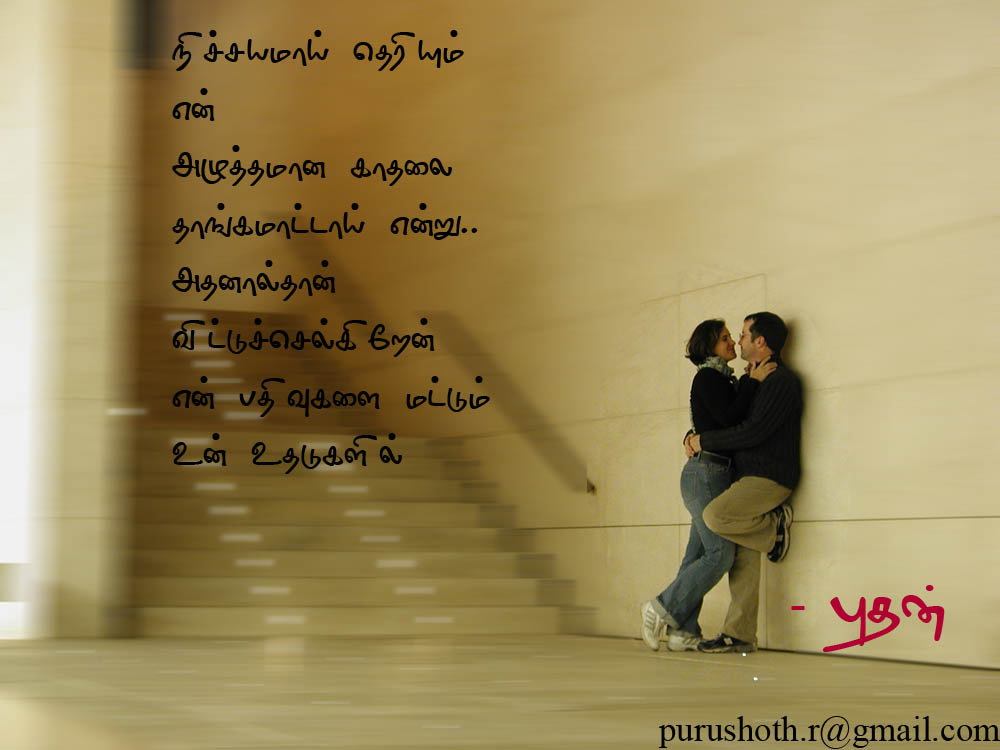 நிச்சயமாய் தெரியும்
என்
அழுத்தமான காதலை
தாங்கமாட்டாய் என்று..
அதனால்தான்
விட்டுச்செல்கிறேன்
என் பதிவுகளை மட்டும்
உன் உதடுகளில்
- புதன்
purushoth.r@gmail.com